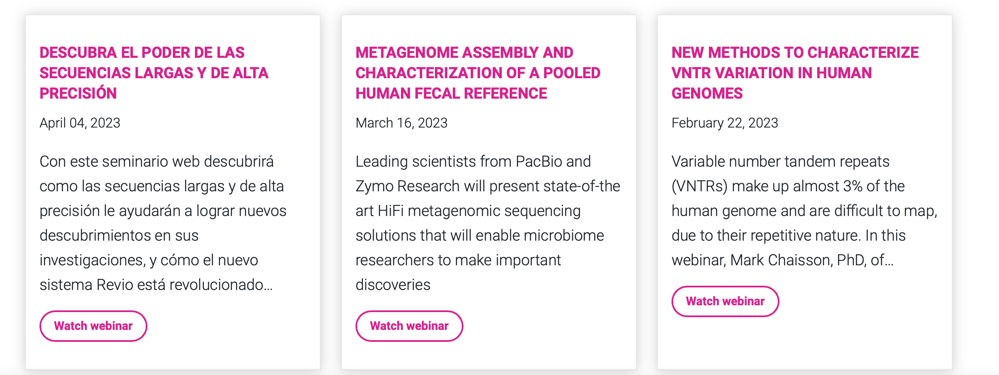 DESCUBRA EL PODER DE LAS
SECUENCIAS LARGAS Y DE ALTA
PRECISIÓN
April 04, 2023
Con este seminario web descubrirá
como las secuencias largas y de alta
precisión le ayudarán a lograr nuevos
descubrimientos en sus
investigaciones, y cómo el nuevo
sistema Revio está revolucionado...
Watch webinar
METAGENOME ASSEMBLY AND
CHARACTERIZATION OF A POOLED
HUMAN FECAL REFERENCE
March 16, 2023
Leading scientists from PacBio and
Zymo Research will present state-of-the
art HiFi metagenomic sequencing
solutions that will enable microbiome
researchers to make important
discoveries
Watch webinar
NEW METHODS TO CHARACTERIZE
VNTR VARIATION IN HUMAN
GENOMES
February 22, 2023
Variable number tandem repeats
(VNTRs) make up almost 3% of the
human genome and are difficult to map,
due to their repetitive nature. In this
webinar, Mark Chaisson, PhD, of...
Watch webinar